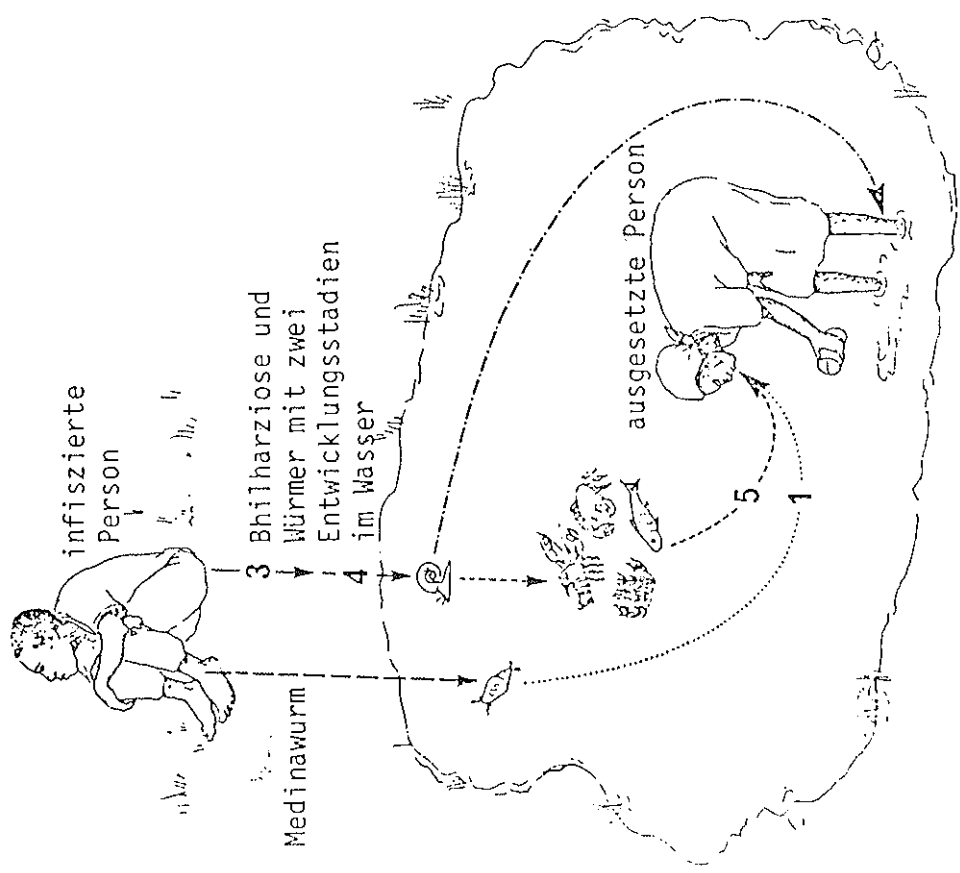 infiszierte
Person
Medinawurm
3
Bhilharziose und
Würmer mit zwei
Entwicklungsstadien
im Wasser
4
5
1
ausgesetzte Person